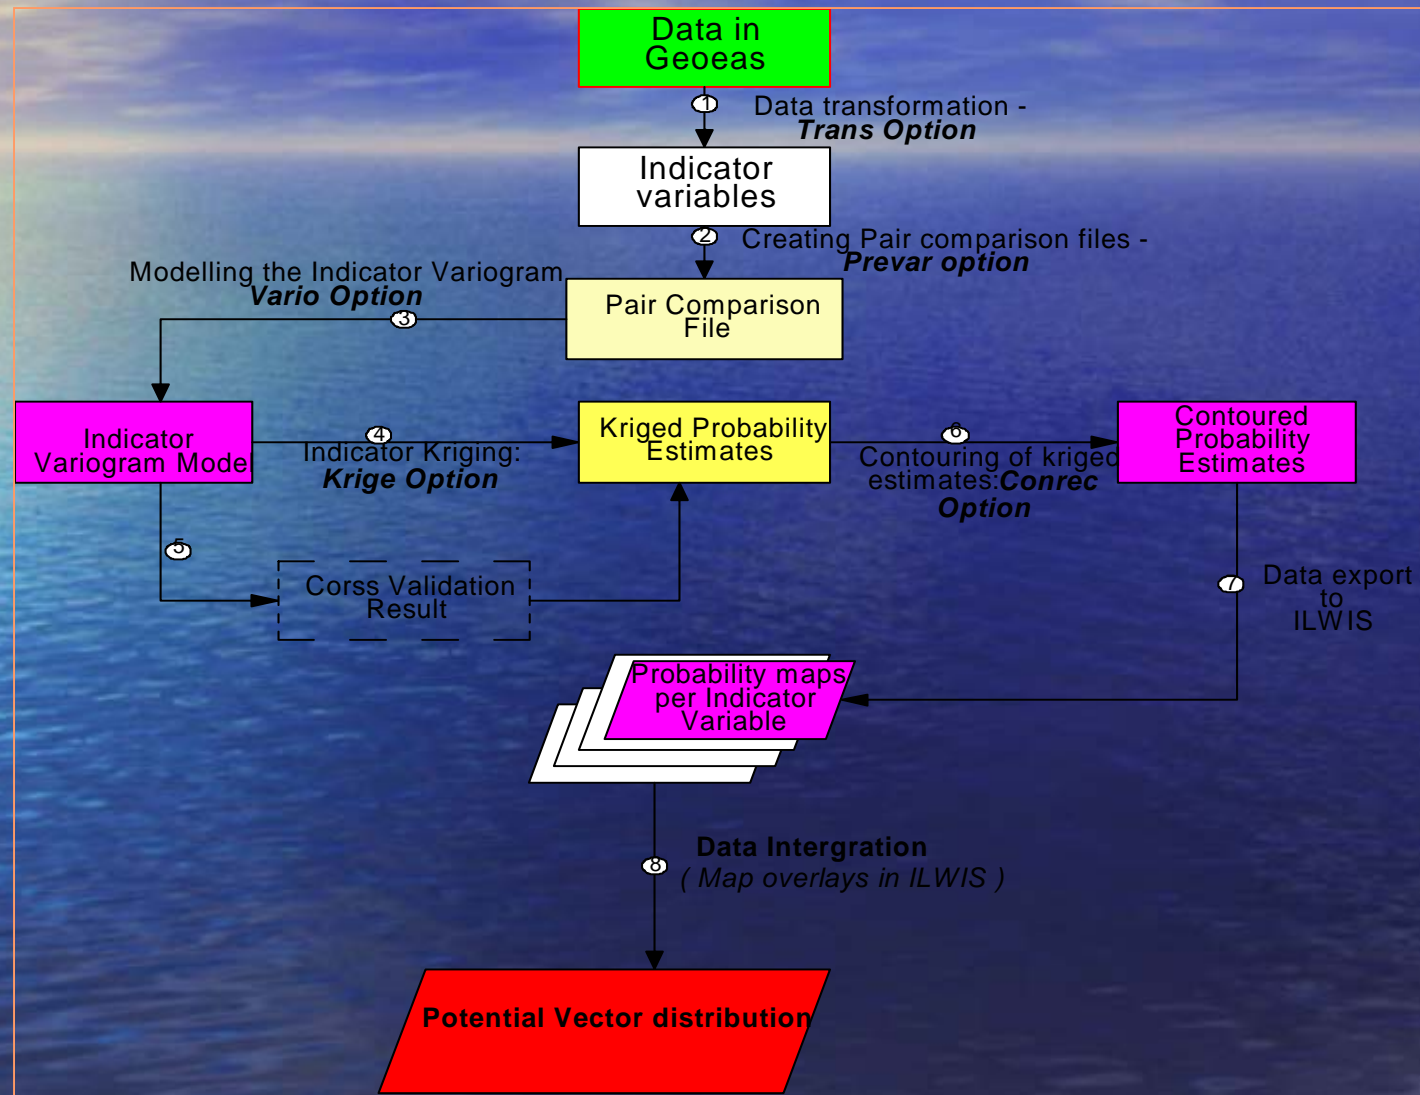 Data in
Geoeas
1
Data transformation -
Trans Option
Indicator
variables
2
Creating Pair comparison files -
Prevar option
Modelling the Indicator Variogram
Vario Option
3
Pair Comparison
File
Indicator
Variogram Model
4
Indicator Kriging:
Krige Option
Kriged Probability
Estimates
6
Contouring of kriged
estimates:Conrec
Option
Contoured
Probability
Estimates
5
Corss Validation
Result
7
Data export
to
ILWIS
Probability maps
per Indicator
Variable
8
Data Intergration
( Map overlays in ILWIS )
Potential Vector distribution